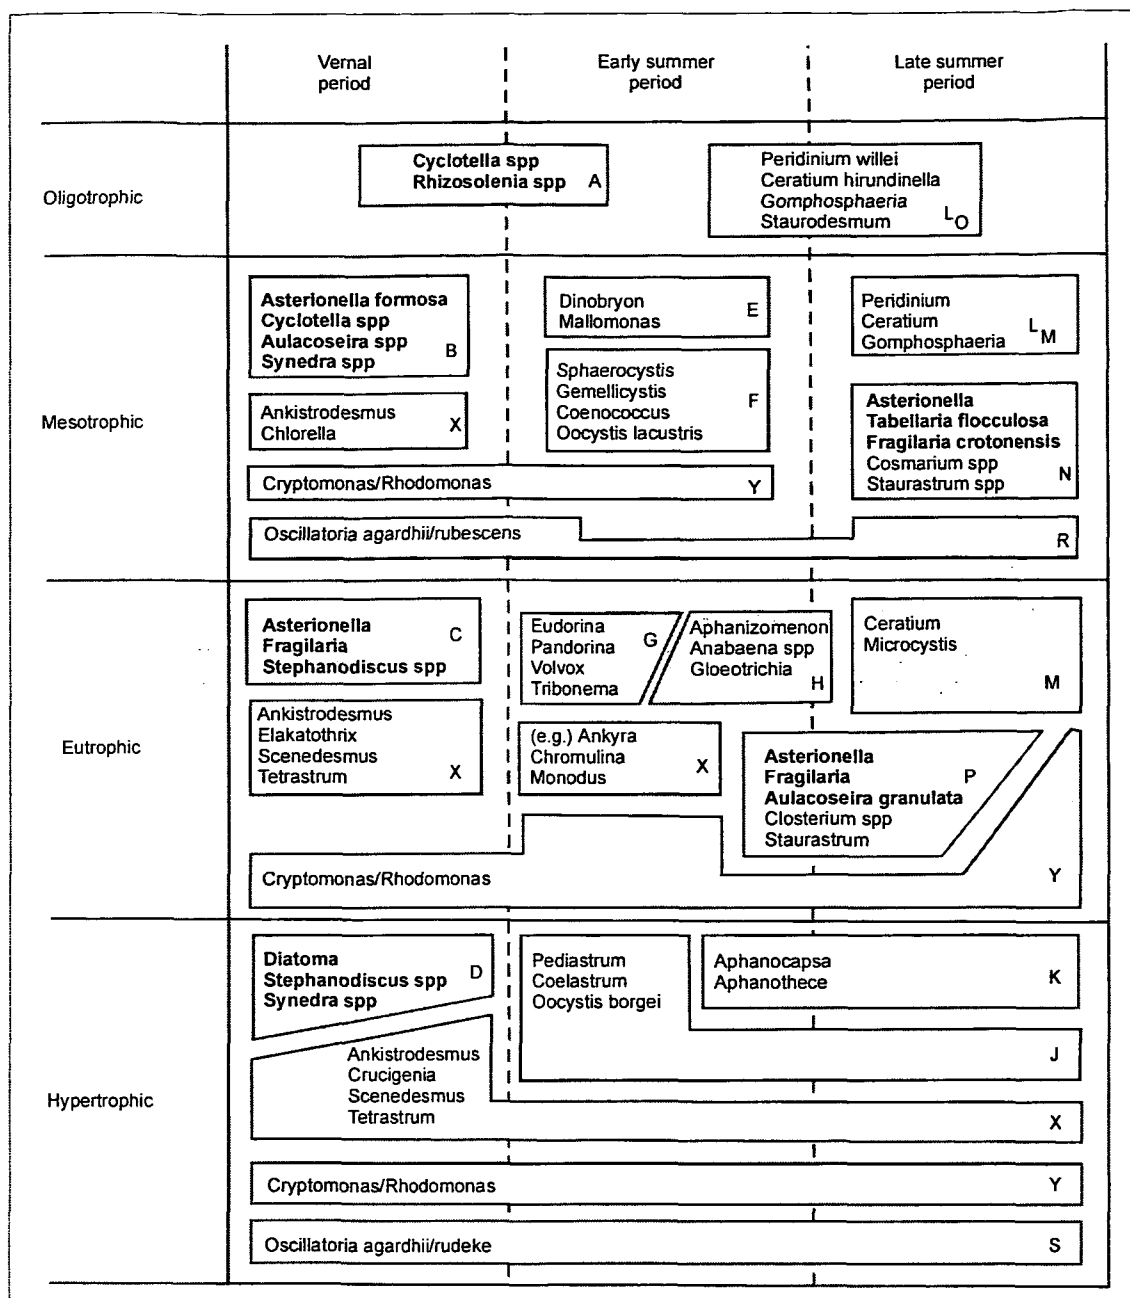 Vernal
period
Early summer
period
Late summer
period
Oligotrophic
Cyclotella spp
Rhizosolenia spp A
Peridinium willei
Ceratium hirundinella
Gomphosphaeria
Staurodesmum LO
Mesotrophic
Asterionella formosa
Cyclotella spp
Aulacoseira spp
Synedra spp B
Ankistrodesmus
Chlorella X
Dinobryon
Mallomonas E
Sphaerocystis
Gemellicystis
Coenococcus F
Oocystis lacustris
Peridinium
Ceratium
Gomphosphaeria LM
Asterionella
Tabellaria flocculosa
Fragilaria crotonensis
Cosmarium spp
Staurastrum spp N
Cryptomonas/Rhodomonas Y
Oscillatoria agardhii/rubescens R
Eutrophic
Asterionella
Fragilaria
Stephanodiscus spp C
Ankistrodesmus
Elakatothrix
Scenedesmus
Tetrastrum X
Eudorina
Pandorina
Volvox
Tribonema G
Aphanizomenon
Anabaena spp
Gloeotrichia H
(e.g.) Ankyra
Chromulina
Monodus X
Ceratium
Microcystis
M
Asterionella
Fragilaria P
Aulacoseira granulata
Closterium spp
Staurastrum
Cryptomonas/Rhodomonas Y
Hypertrophic
Diatoma
Stephanodiscus spp D
Synedra spp
Ankistrodesmus
Crucigenia
Scenedesmus
Tetrastrum X
Pediastrum
Coelastrum
Oocystis borgei
J
Aphanocapsa
Aphanothece K
Cryptomonas/Rhodomonas Y
Oscillatoria agardhii/rudeke S